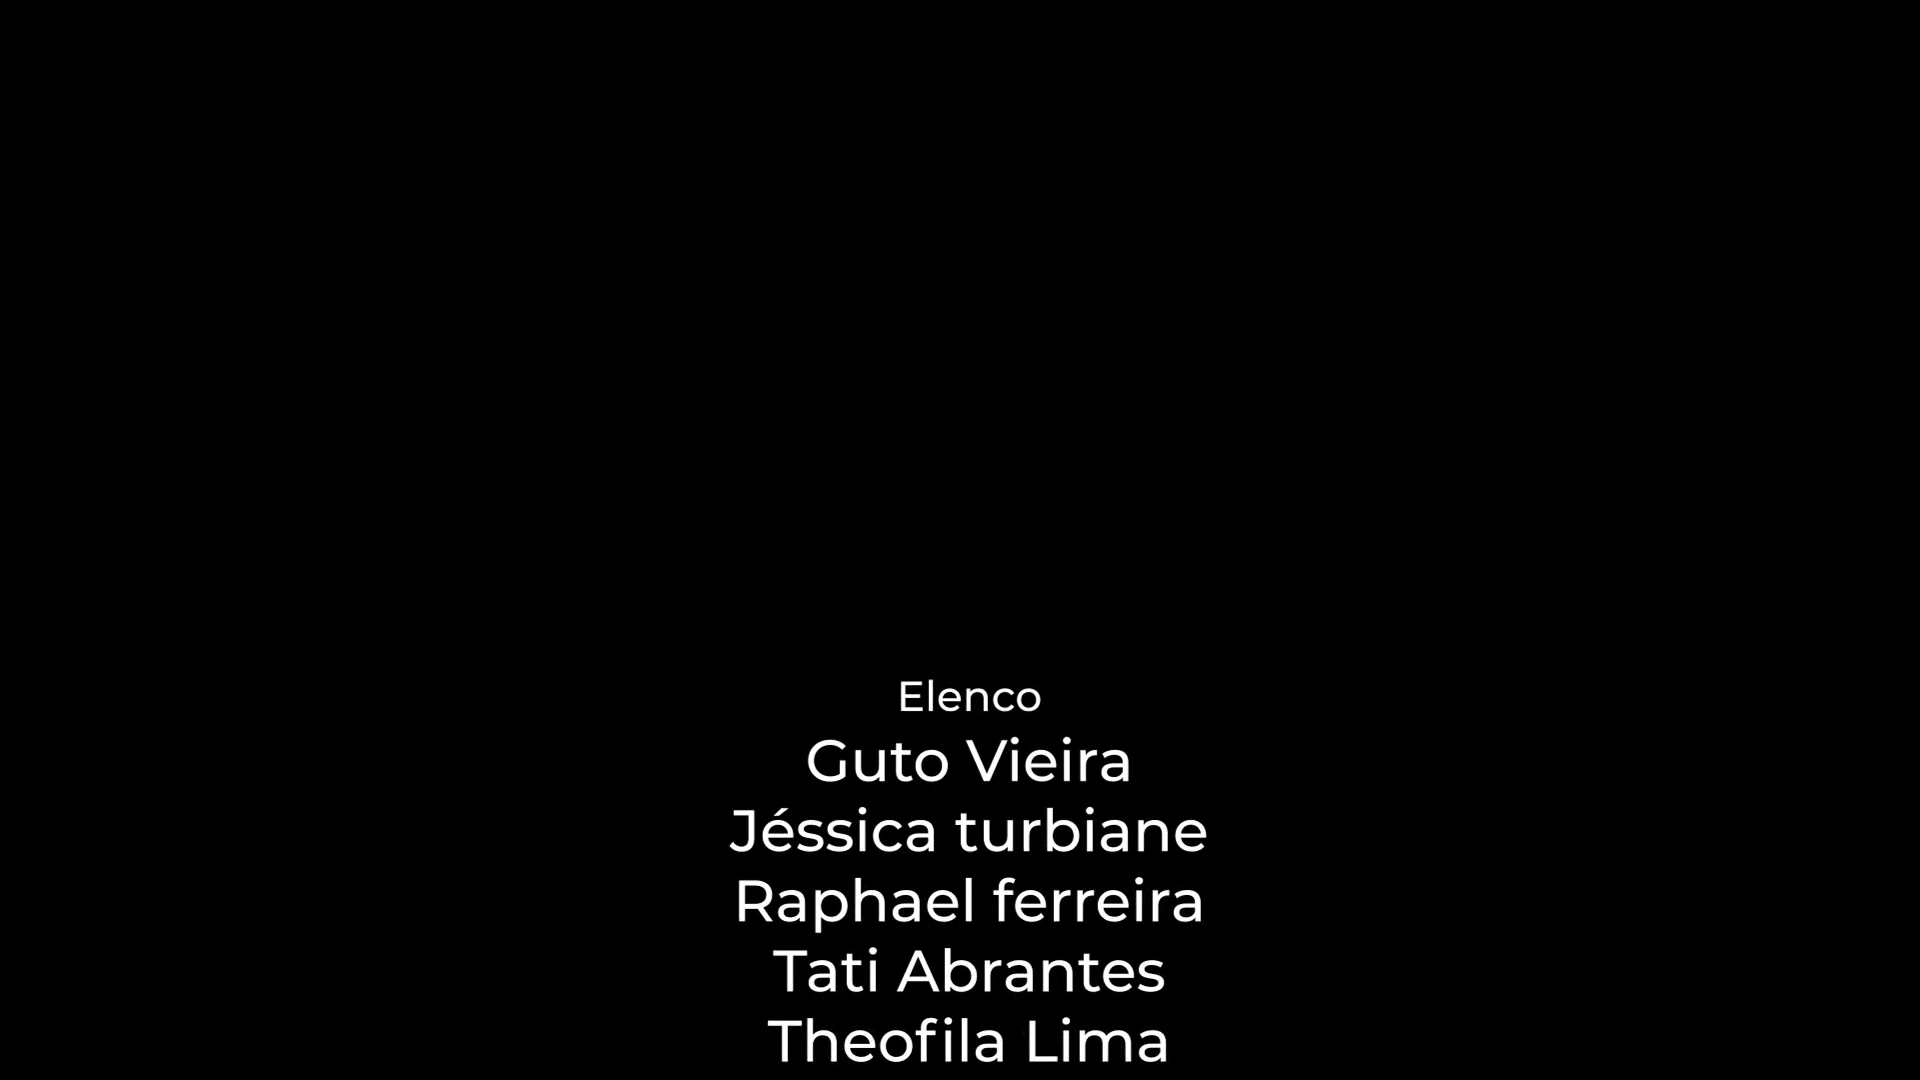 Elenco
Guto Vieira
Jéssica turbiane
Raphael ferreira
Tati Abrantes
Theofila Lima